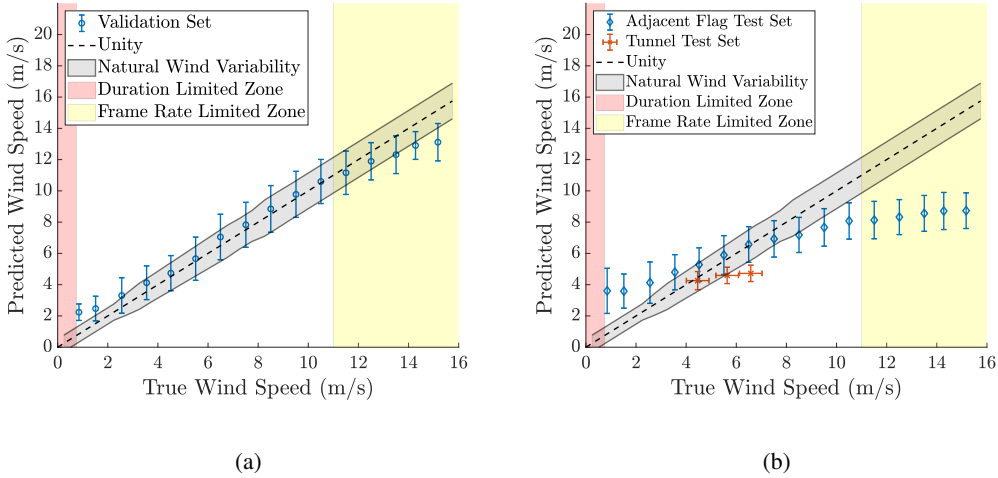 Validation Set
Unity
Natural Wind Variability
Duration Limited Zone
Frame Rate Limited Zone
Predicted Wind Speed (m/s)
0
2
4
6
8
10
12
14
16
18
20
0 2 4 6 8 10 12 14 16
True Wind Speed (m/s)
(a)
Adjacent Flag Test Set
Tunnel Test Set
Unity
Natural Wind Variability
Duration Limited Zone
Frame Rate Limited Zone
Predicted Wind Speed (m/s)
0
2
4
6
8
10
12
14
16
18
20
0 2 4 6 8 10 12 14 16
True Wind Speed (m/s)
(b)